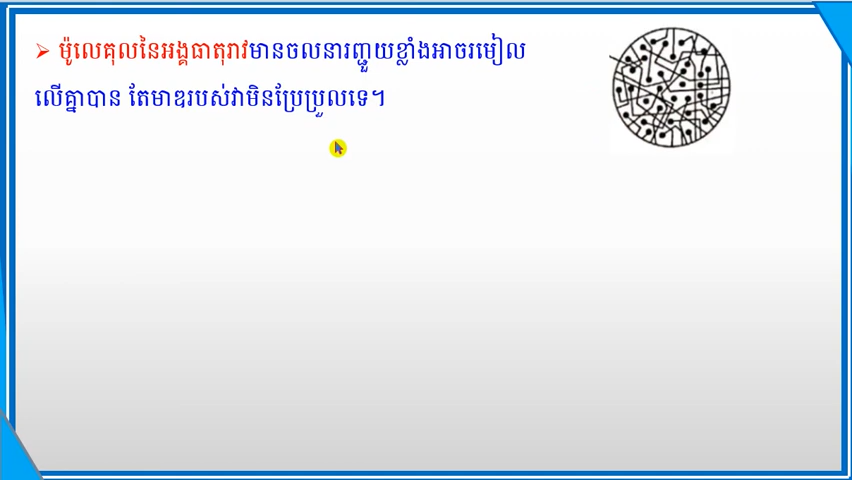 ម៉ូលេគុលនៃអង្គធាតុរាវមានចលនារញ្ជួយខ្លាំងអាចរមៀល
លើគ្នាបាន តែមាឌរបស់វាមិនប្រែប្រួលទេ។